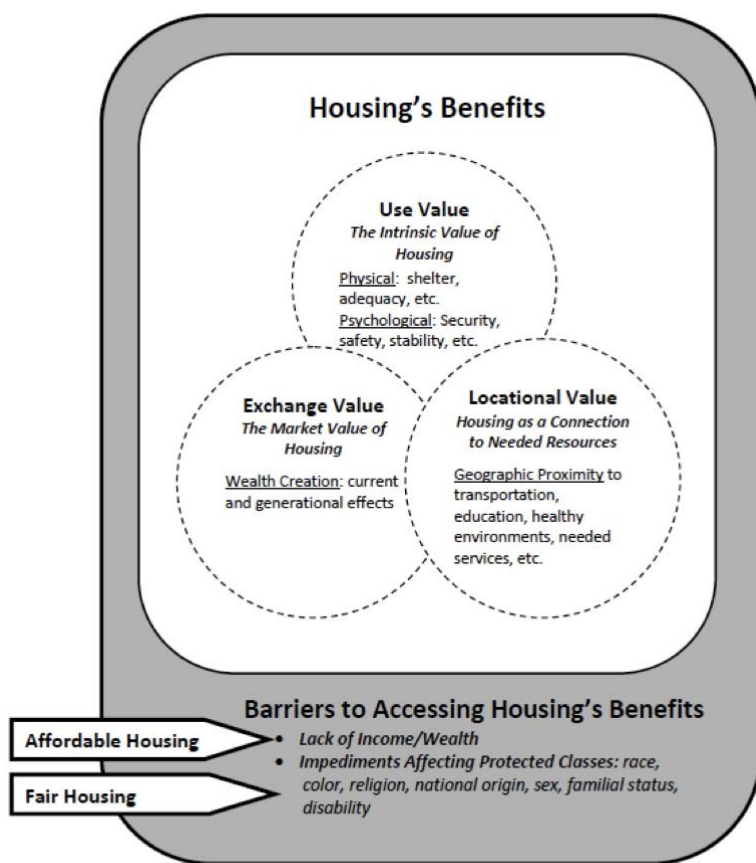 Housing’s Benefits
Use Value
The Intrinsic Value of
Housing
Physical: shelter,
adequacy, etc.
Psychological: Security,
safety, stability, etc.
Exchange Value
The Market Value of
Housing
Wealth Creation: current
and generational effects
Locational Value
Housing as a Connection
to Needed Resources
Geographic Proximity to
transportation,
education, healthy
environments, needed
services, etc.
Barriers to Accessing Housing’s Benefits
Affordable Housing
• Lack of Income/Wealth
• Impediments Affecting Protected Classes: race,
color, religion, national origin, sex, familial status,
disability
Fair Housing